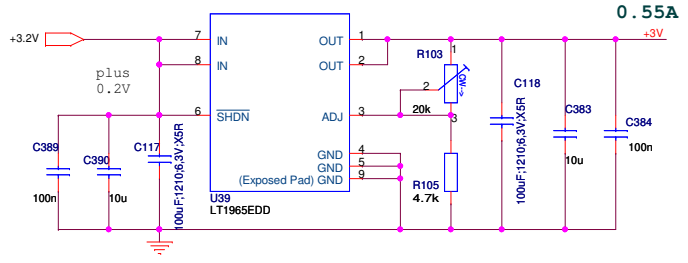 0.55A
+3.2V
+3V
7
IN
OUT
1
R103
1
8
IN
OUT
2
2
CW->
plus
0.2V
C118
6
SHDN
ADJ
3
20k
3
C383
C384
100n
C389
C390
C117
100uF;1210;6,3V;X5R
100uF;1210;6,3V;X5R
GND
4
GND
5
(Exposed Pad) GND
9
10u
100n
10u
R105
4.7k
U39
LT1965EDD